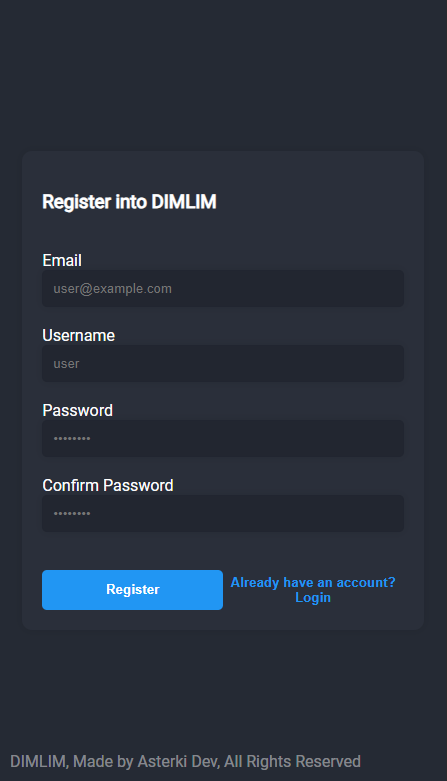 Register into DIMLIM
Email
user@example.com
Username
user
Password
••••••••
Confirm Password
••••••••
Register
Already have an account?
Login
DIMLIM, Made by Asterki Dev, All Rights Reserved